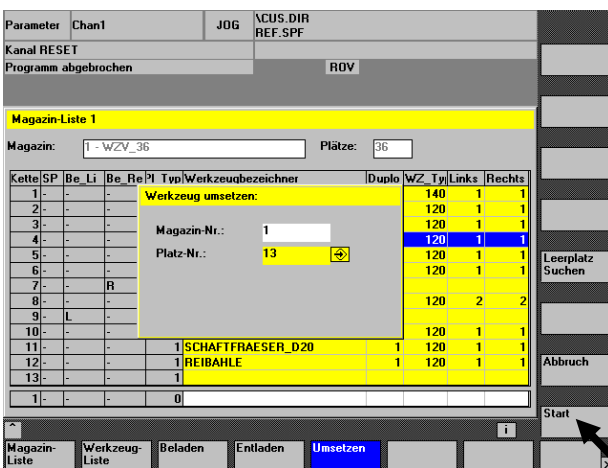 Parameter Chan1 JOG \CUS.DIR
REF.SPF
Kanal RESET
Programm abgebrochen ROV
Magazin-Liste 1
Magazin: 1 - WZV_36 Plätze: 36
Kette SP Be_Li Be_Re Pl_Typ Werkzeugbezeichner Duplo WZ_Typ Links Rechts
1 - - - 140 1 1
2 - - - 120 1 1
3 - - - 120 1 1
4 - - - 120 1 1
5 - - - 120 1 1
6 - - - 120 1 1
7 - - R
8 - - - 120 2 2
9 - L -
10 - - - 120 1 1
11 - - - 1 SCHAFTFRAESER_D20 1 120 1 1
12 - - - 1 REIBAHLE 1 120 1 1
13 - - - 1
1 - - - 0
Werkzeug umsetzen:
Magazin-Nr.: 1
Platz-Nr.: 13
Leerplatz
Suchen
Abbruch
Start
^ i
Magazin-
Liste
Werkzeug-
Liste
Beladen
Entladen
Umsetzen
>